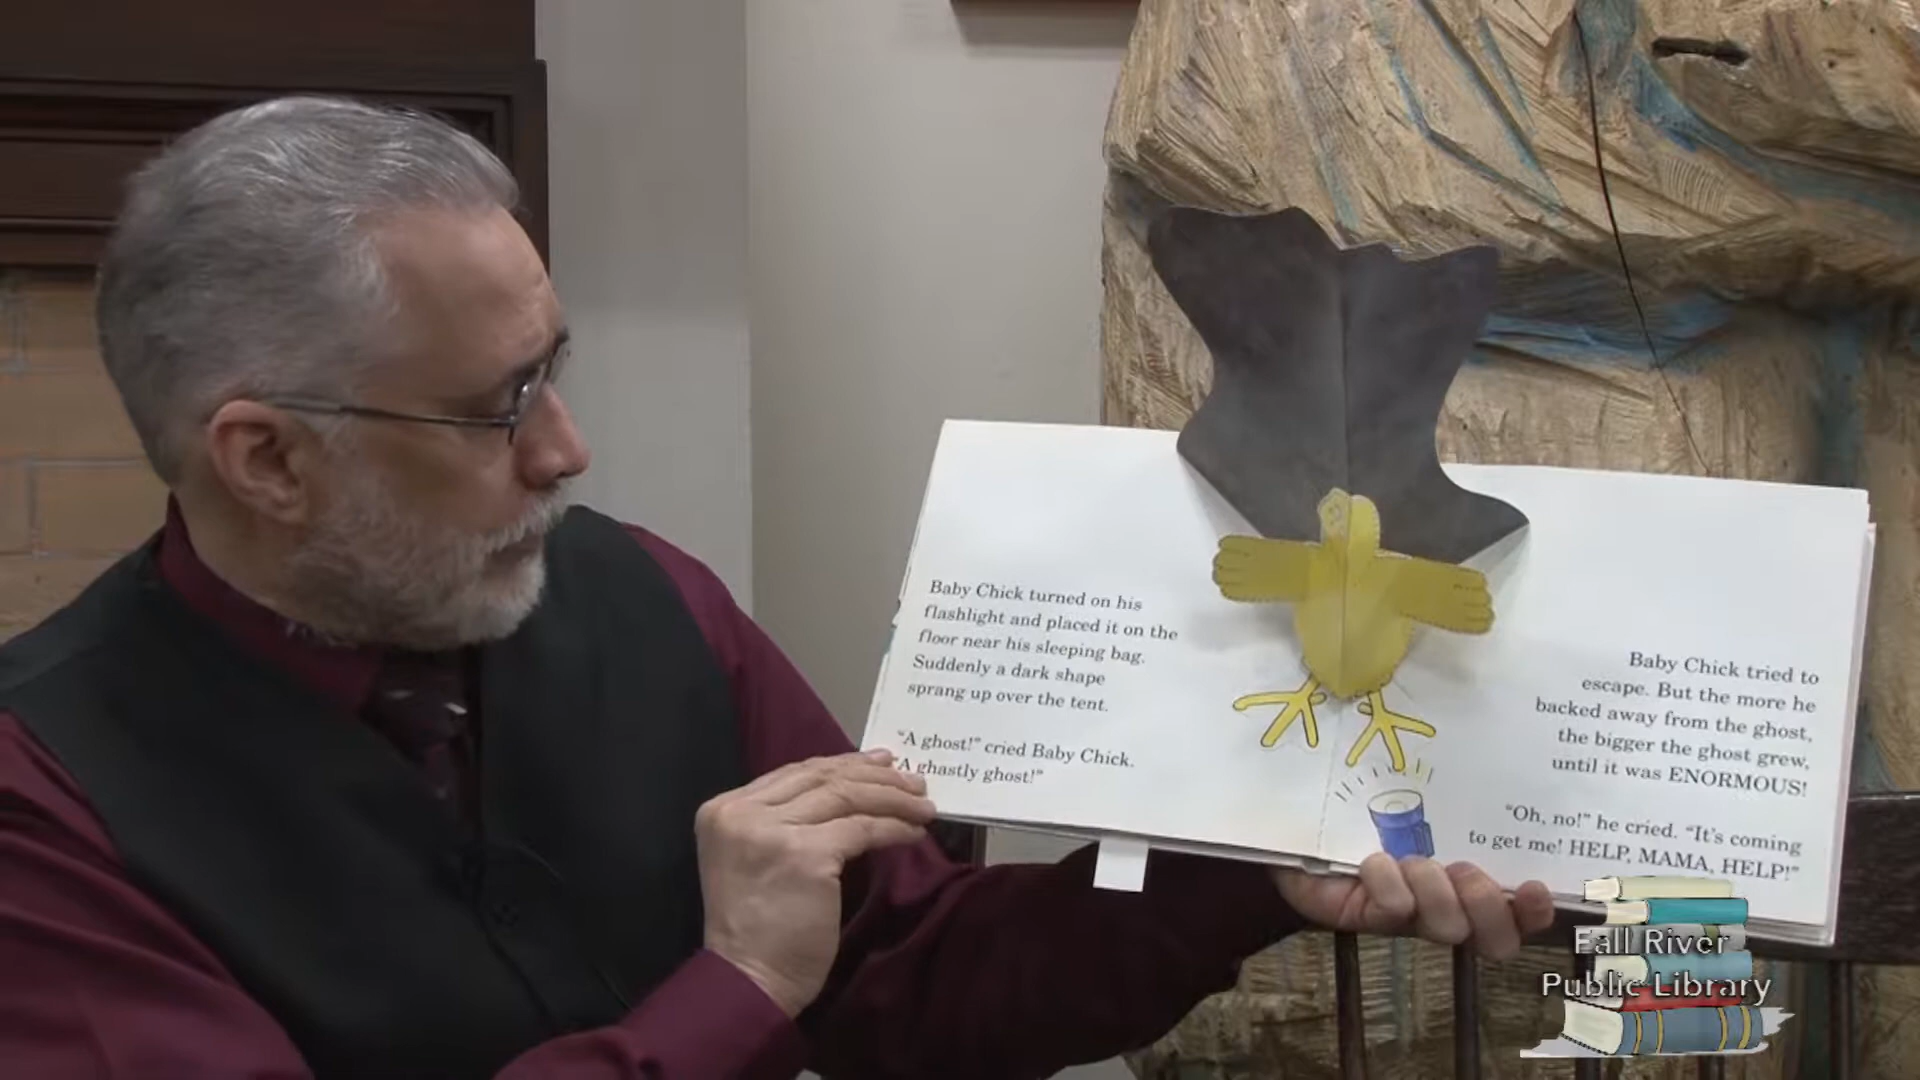 Baby Chick turned on his
flashlight and placed it on the
floor near his sleeping bag.
Suddenly a dark shape
sprang up over the tent.
"A ghost!" cried Baby Chick.
"A ghastly ghost!"
Baby Chick tried to
escape. But the more he
backed away from the ghost,
the bigger the ghost grew,
until it was ENORMOUS!
"Oh, no!" he cried. "It's coming
to get me! HELP, MAMA, HELP!"
Fall River
Public Library